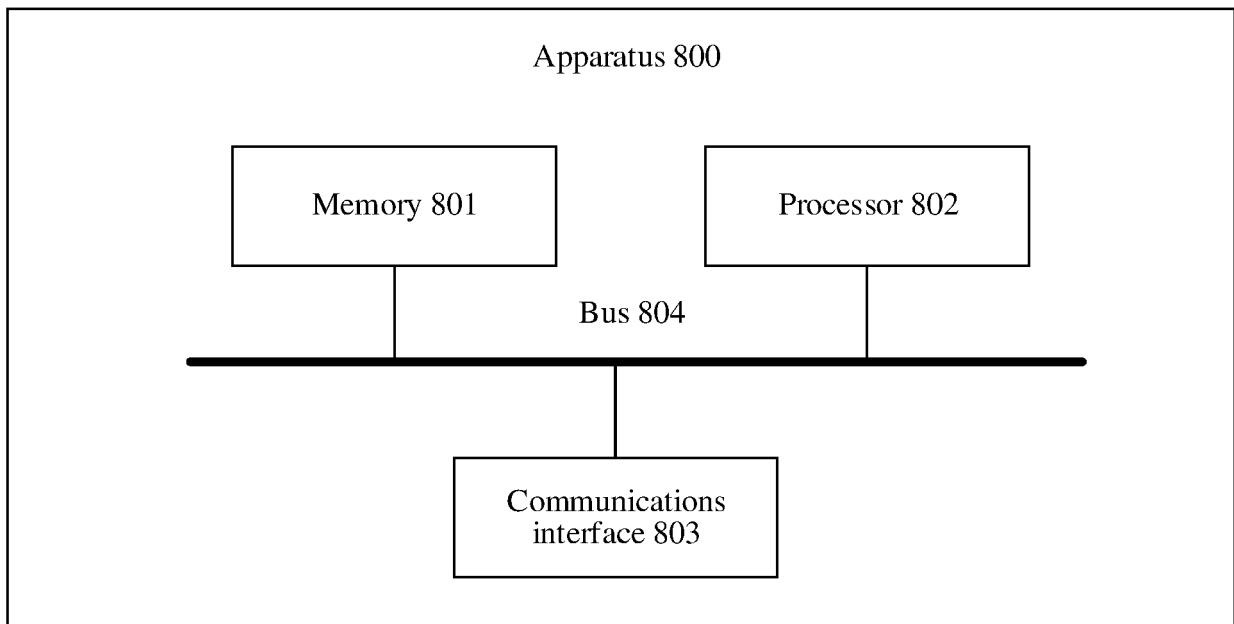 Apparatus 800
Memory 801
Processor 802
Bus 804
Communications
interface 803